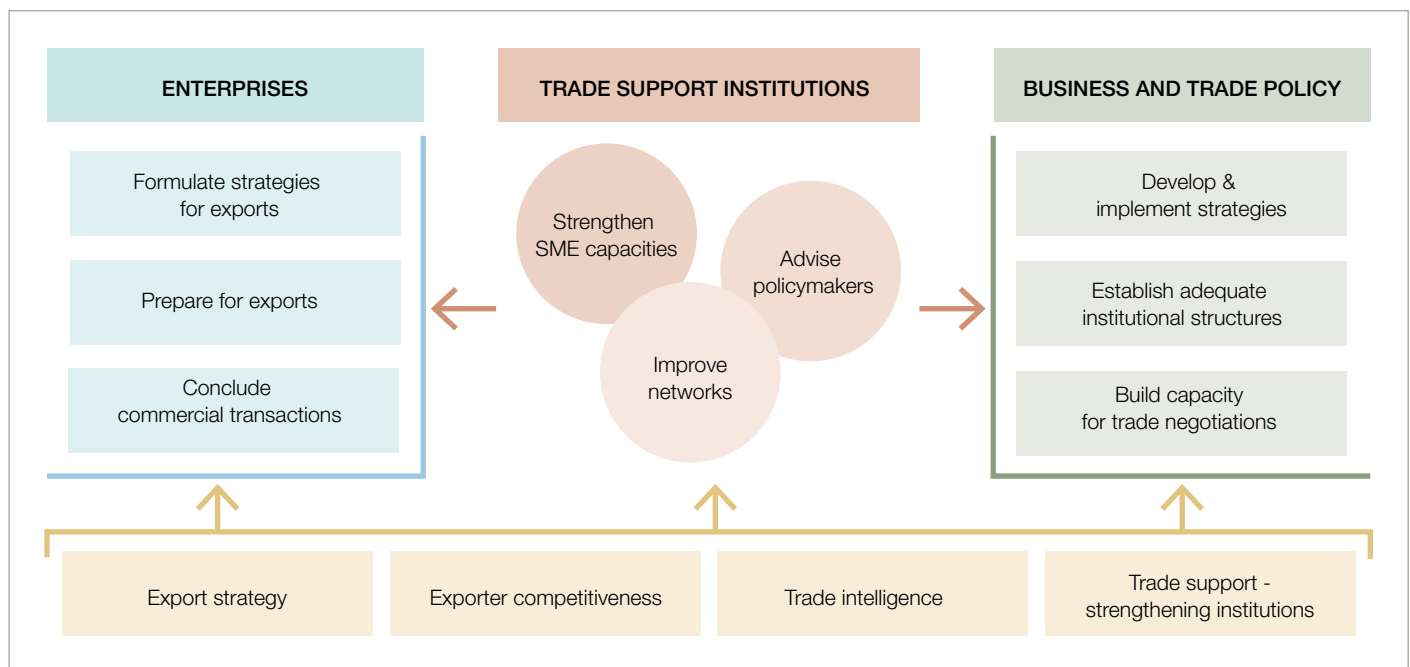 ENTERPRISES
Formulate strategies
for exports
Prepare for exports
Conclude
commercial transactions
TRADE SUPPORT INSTITUTIONS
Strengthen
SME capacities
Advise
policymakers
Improve
networks
BUSINESS AND TRADE POLICY
Develop &
implement strategies
Establish adequate
institutional structures
Build capacity
for trade negotiations
Export strategy
Exporter competitiveness
Trade intelligence
Trade support -
strengthening institutions